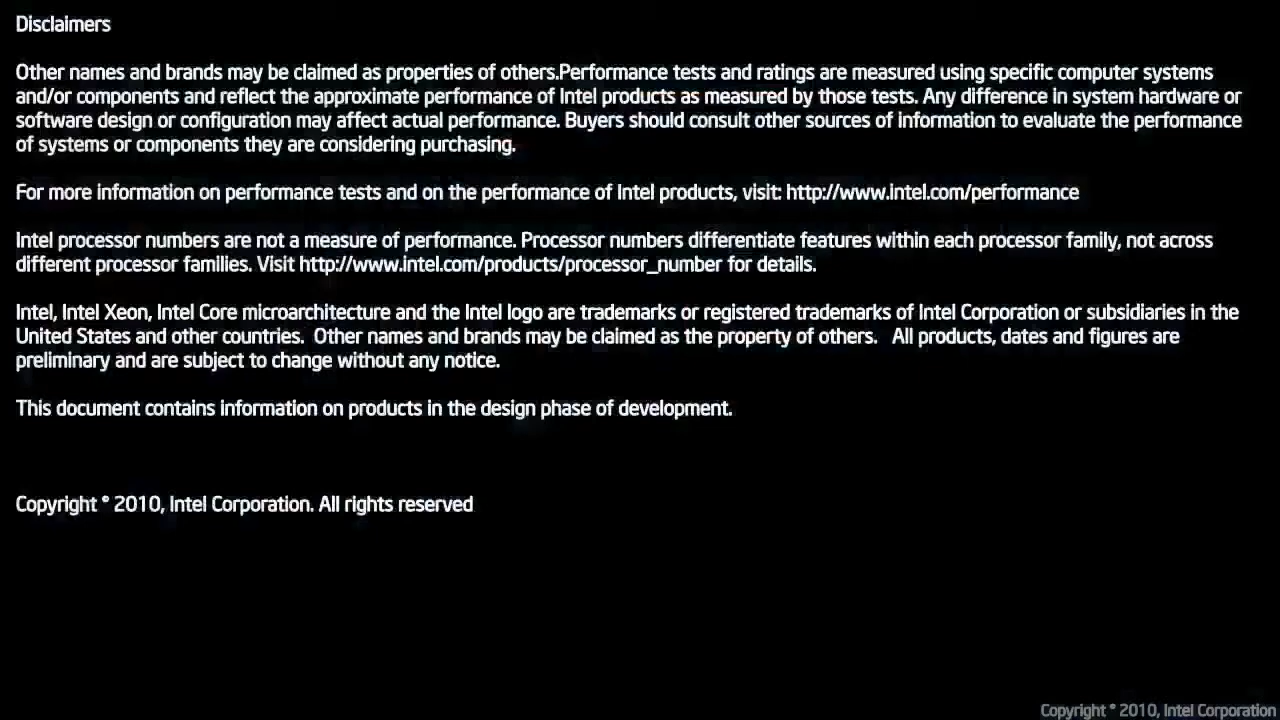 Disclaimers
Other names and brands may be claimed as properties of others.Performance tests and ratings are measured using specific computer systems
and/or components and reflect the approximate performance of Intel products as measured by those tests. Any difference in system hardware or
software design or configuration may affect actual performance. Buyers should consult other sources of information to evaluate the performance
of systems or components they are considering purchasing.
For more information on performance tests and on the performance of Intel products, visit: http://www.intel.com/performance
Intel processor numbers are not a measure of performance. Processor numbers differentiate features within each processor family, not across
different processor families. Visit http://www.intel.com/products/processor_number for details.
Intel, Intel Xeon, Intel Core microarchitecture and the Intel logo are trademarks or registered trademarks of Intel Corporation or subsidiaries in the
United States and other countries.  Other names and brands may be claimed as the property of others.   All products, dates and figures are
preliminary and are subject to change without any notice.
This document contains information on products in the design phase of development.
Copyright ° 2010, Intel Corporation. All rights reserved
Copyright ° 2010, Intel Corporation